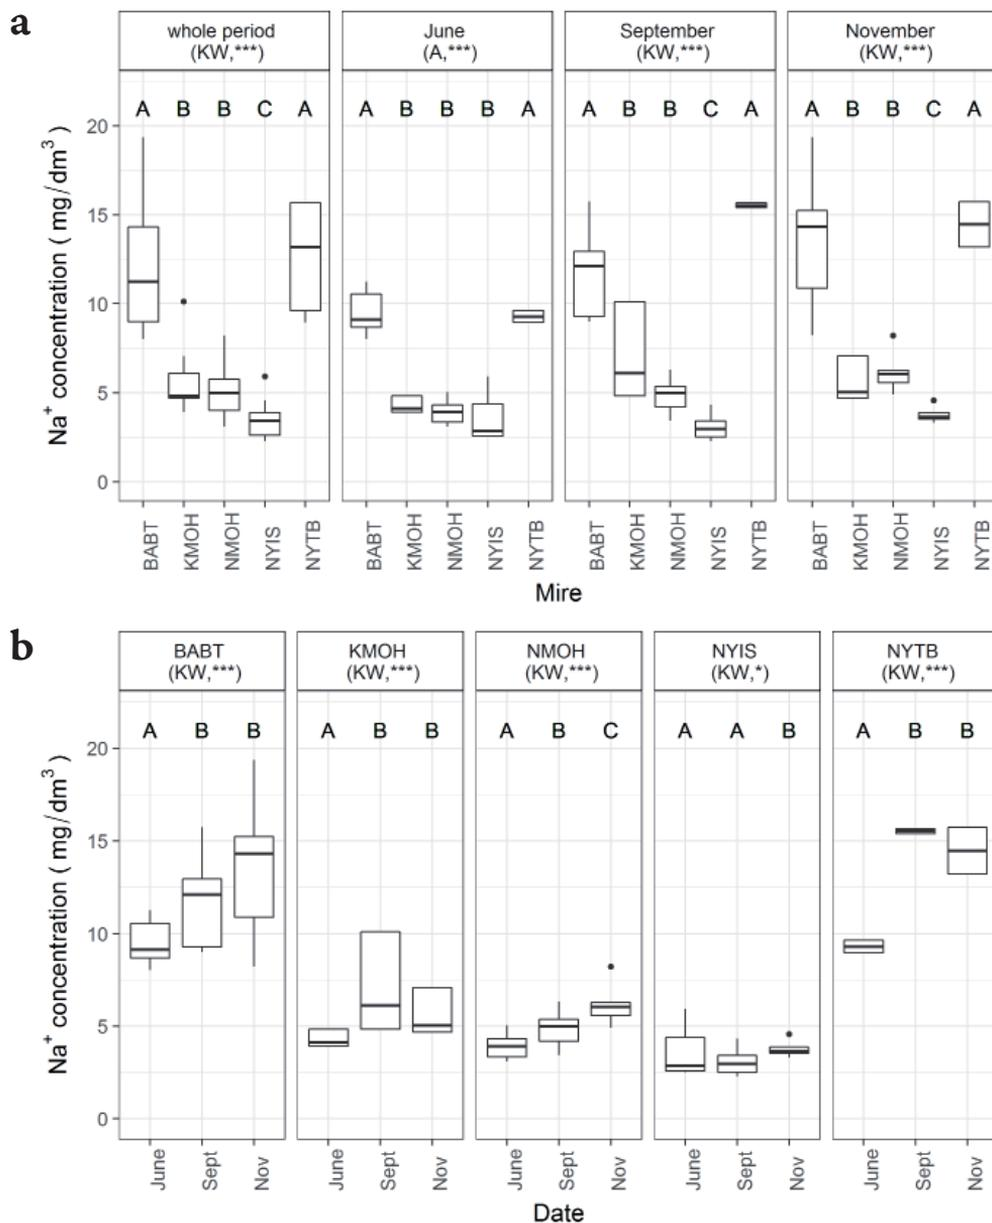 a
whole period
(KW,***)
June
(A,***)
September
(KW,***)
November
(KW,***)
A B B C A
A B B B A
A B B C A
A B B C A
Na+ concentration ( mg/dm3 )
20
15
10
5
0
BABT KMOH NMOH NYIS NYTB
BABT KMOH NMOH NYIS NYTB
BABT KMOH NMOH NYIS NYTB
BABT KMOH NMOH NYIS NYTB
Mire
b
BABT
(KW,***)
KMOH
(KW,***)
NMOH
(KW,***)
NYIS
(KW,*)
NYTB
(KW,***)
A B B
A B B
A B C
A A B
A B B
Na+ concentration ( mg/dm3 )
20
15
10
5
0
June Sept Nov
June Sept Nov
June Sept Nov
June Sept Nov
June Sept Nov
Date